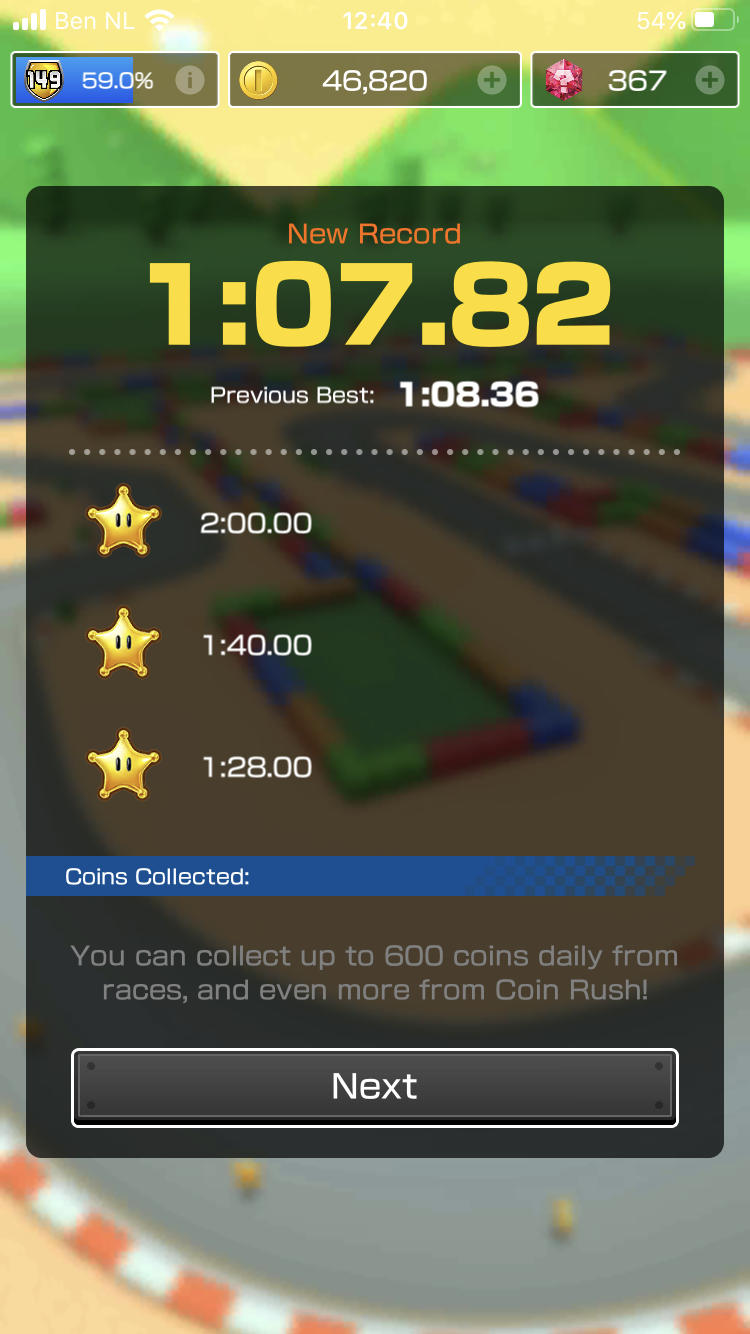 Ben NL 12:40 54%
149 59.0% i 46,820 + 367 +
New Record
1:07.82
Previous Best: 1:08.36
2:00.00
1:40.00
1:28.00
Coins Collected:
You can collect up to 600 coins daily from
races, and even more from Coin Rush!
Next